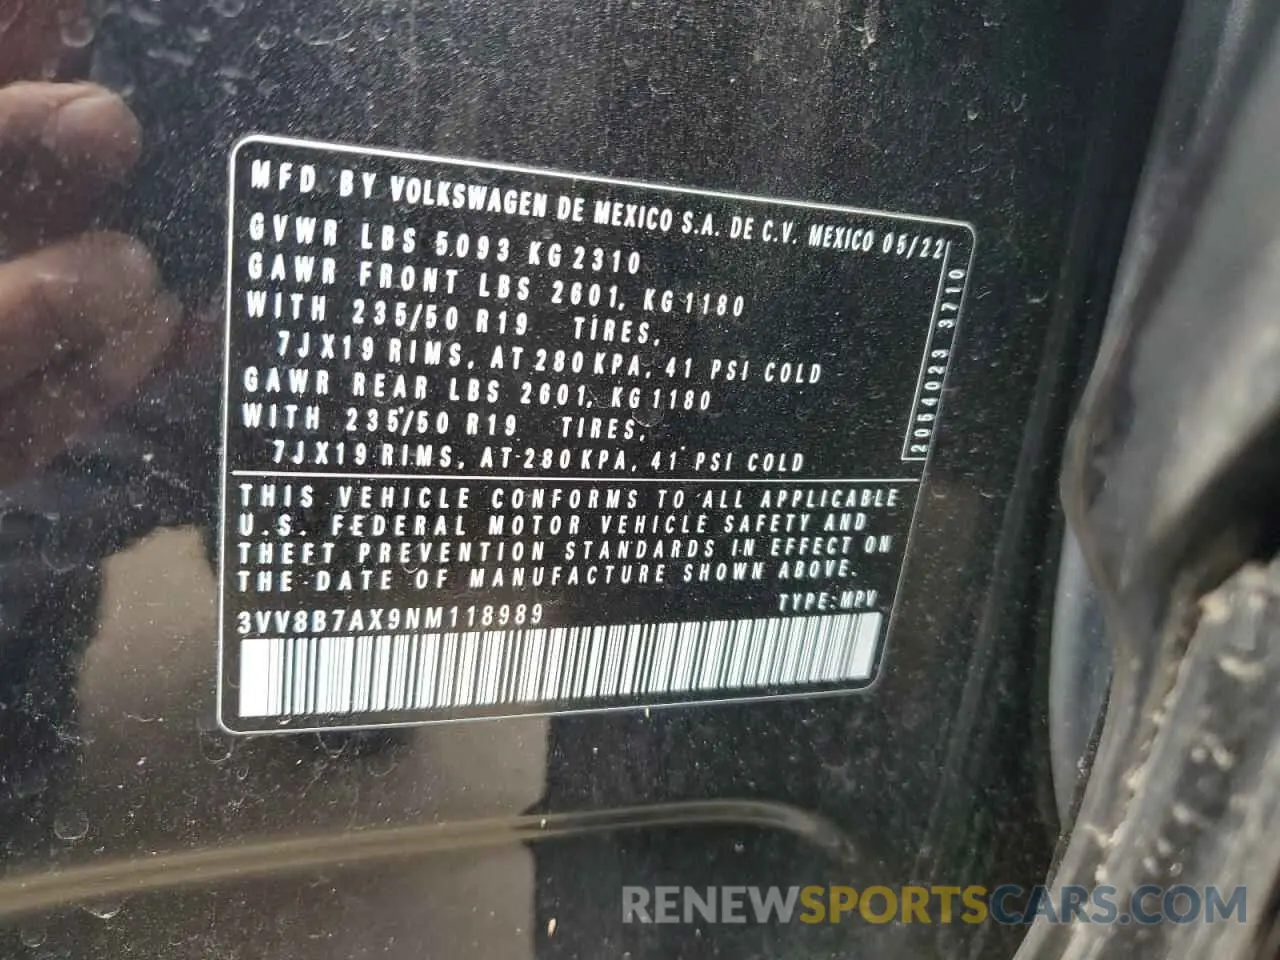 MFD BY VOLKSWAGEN DE MEXICO S.A. DE C.V. MEXICO 05/22
GVWR LBS 5093 KG 2310
GAWR FRONT LBS 2601, KG 1180
WITH 235/50 R19 TIRES,
7JX19 RIMS, AT 280 KPA, 41 PSI COLD
GAWR REAR LBS 2601, KG 1180
WITH 235/50 R19 TIRES,
7JX19 RIMS, AT 280 KPA, 41 PSI COLD
2054023 3710
THIS VEHICLE CONFORMS TO ALL APPLICABLE
U.S. FEDERAL MOTOR VEHICLE SAFETY AND
THEFT PREVENTION STANDARDS IN EFFECT ON
THE DATE OF MANUFACTURE SHOWN ABOVE.
3VV8B7AX9NM118989 TYPE:MPV
RENEWSPORTSCARS.COM